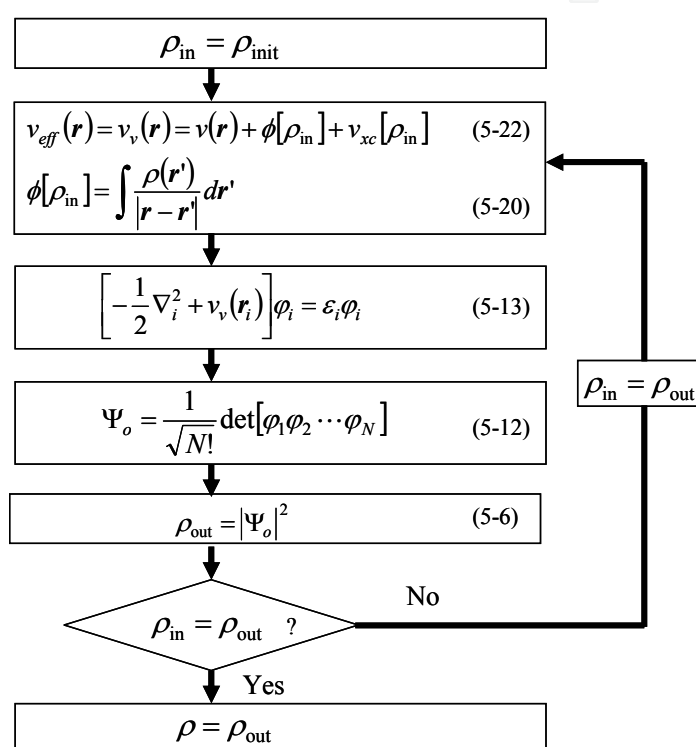 ρ_in = ρ_init
v_eff(r) = v_v(r) = v(r) + ϕ[ρ_in] + v_xc[ρ_in] (5-22)
ϕ[ρ_in] = ∫ ρ(r') / |r − r'| dr' (5-20)
[−1/2 ∇_i^2 + v_v(r_i)] φ_i = ε_i φ_i (5-13)
Ψ_o = 1/√N! det[φ_1 φ_2 ⋯ φ_N] (5-12)
ρ_out = |Ψ_o|^2 (5-6)
ρ_in = ρ_out ?
No
ρ_in = ρ_out
Yes
ρ = ρ_out